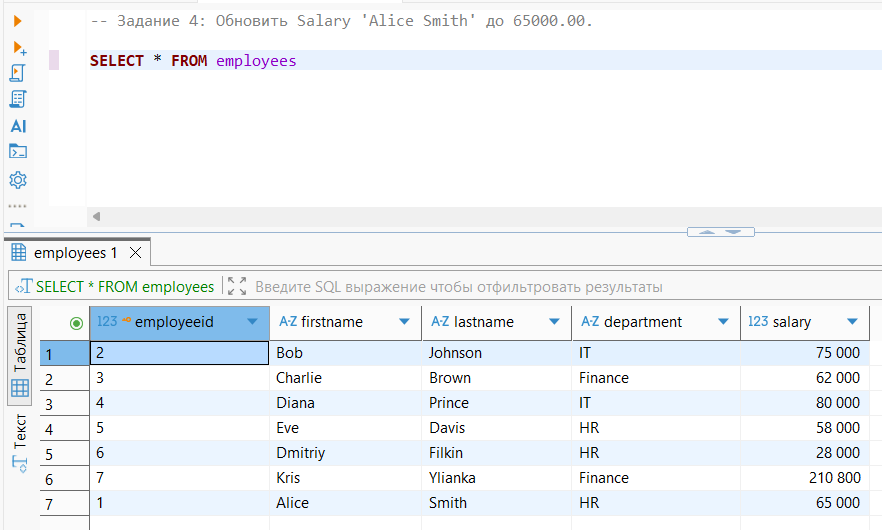 -- Задание 4: Обновить Salary 'Alice Smith' до 65000.00.
SELECT * FROM employees
AI
employees 1
SELECT * FROM employees Введите SQL выражение чтобы отфильтровать результаты
Таблица
Текст
123 employeeid A-Z firstname A-Z lastname A-Z department 123 salary
1 2 Bob Johnson IT 75 000
2 3 Charlie Brown Finance 62 000
3 4 Diana Prince IT 80 000
4 5 Eve Davis HR 58 000
5 6 Dmitriy Filkin HR 28 000
6 7 Kris Ylianka Finance 210 800
7 1 Alice Smith HR 65 000